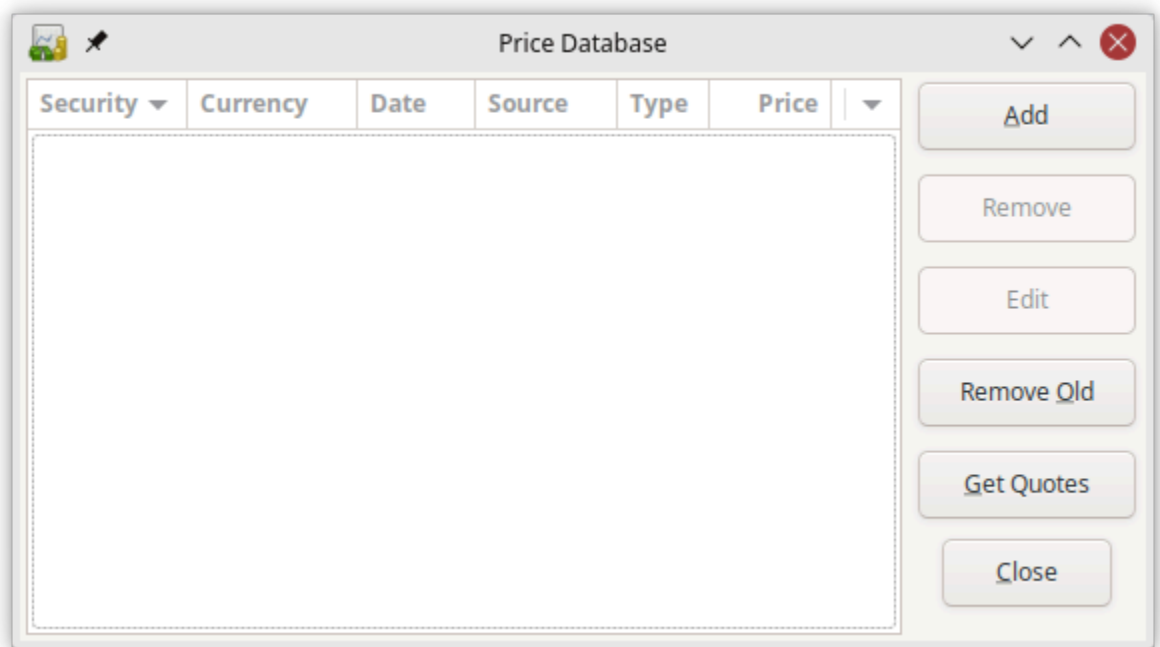 Price Database
Security Currency Date Source Type Price
Add
Remove
Edit
Remove Old
Get Quotes
Close